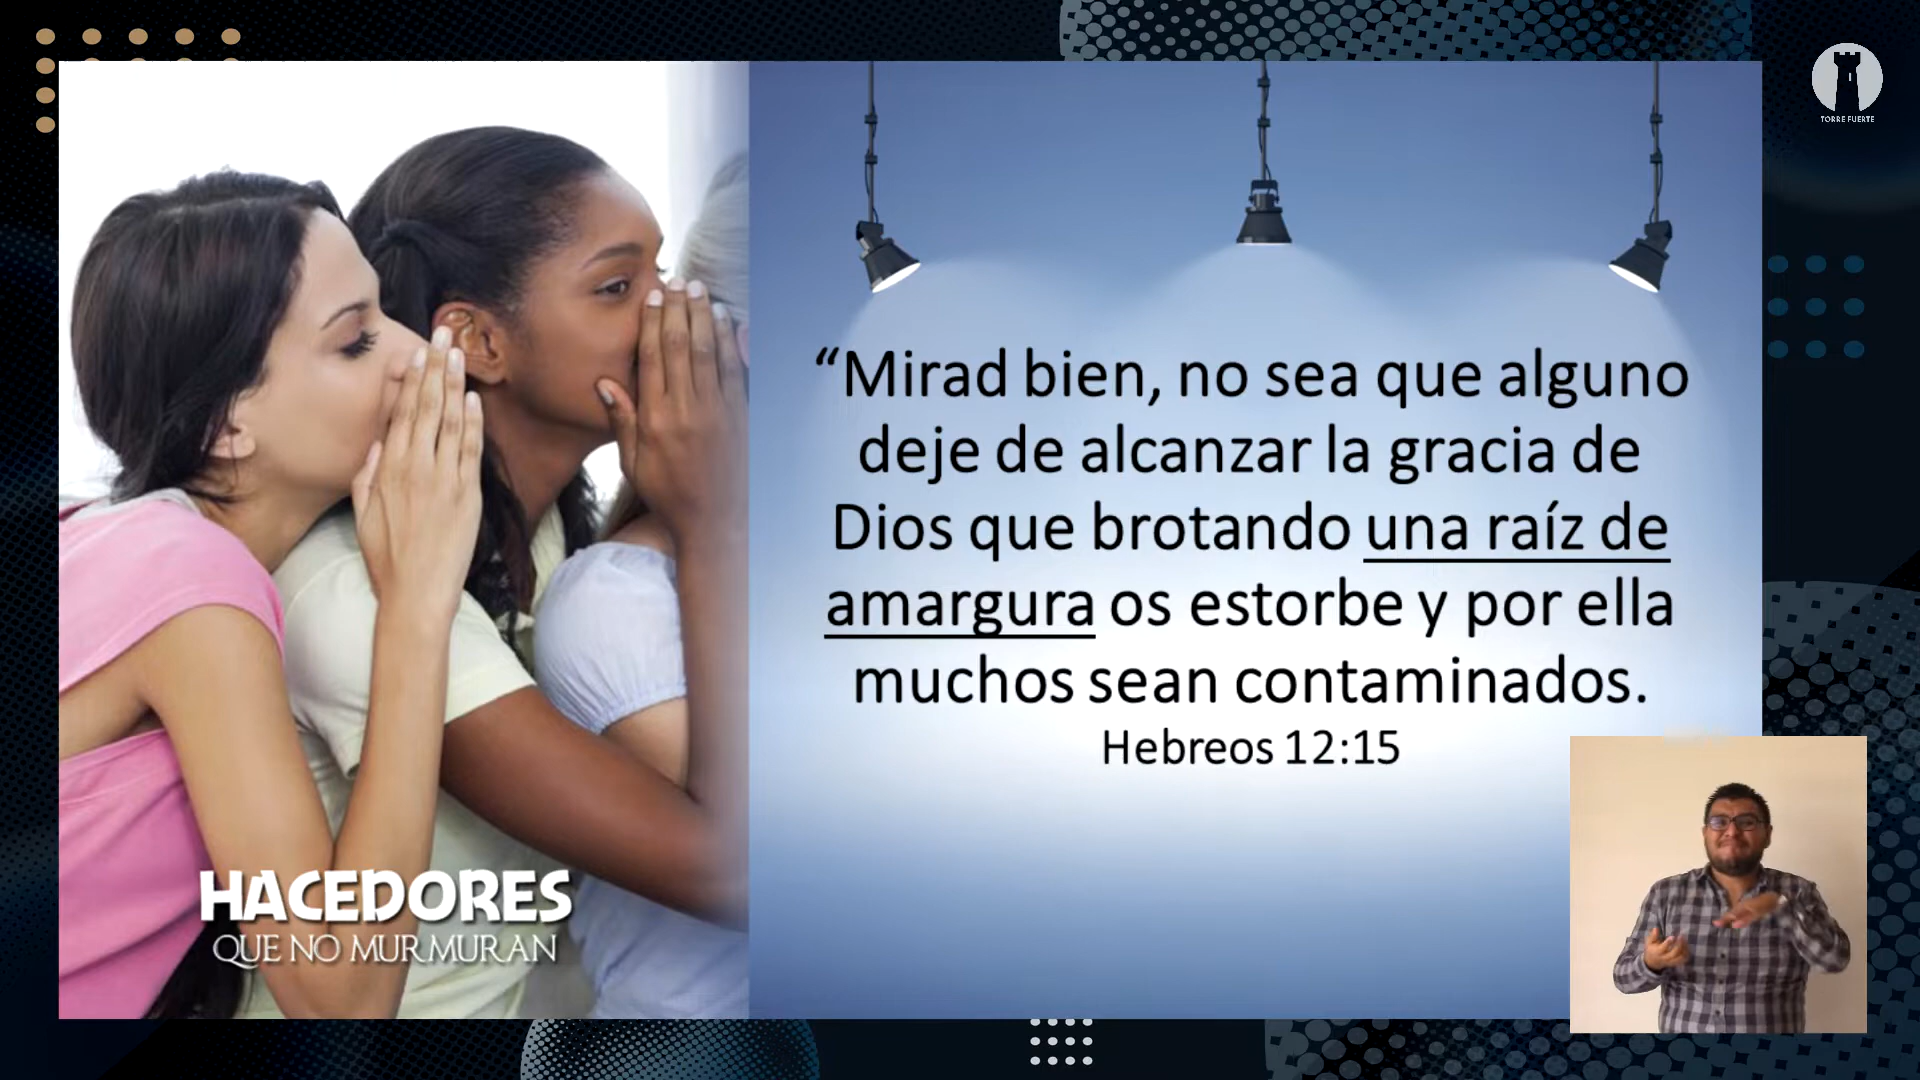 TORRE FUERTE
“Mirad bien, no sea que alguno
deje de alcanzar la gracia de
Dios que brotando una raíz de
amargura os estorbe y por ella
muchos sean contaminados.
Hebreos 12:15
HACEDORES
QUE NO MURMURAN